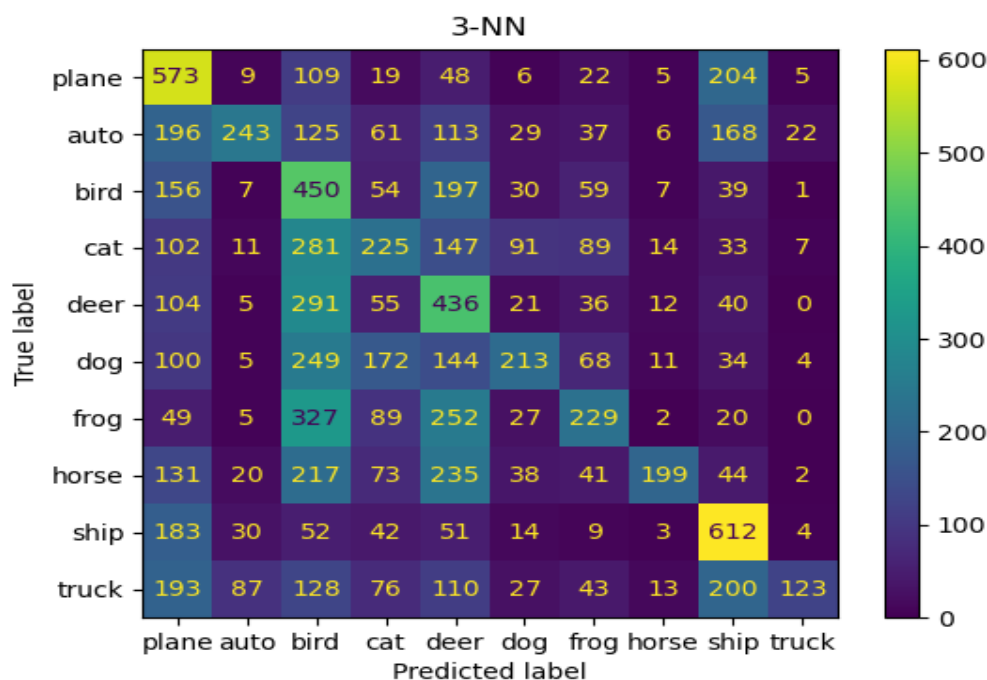 3-NN
plane 573 9 109 19 48 6 22 5 204 5
auto 196 243 125 61 113 29 37 6 168 22
bird 156 7 450 54 197 30 59 7 39 1
cat 102 11 281 225 147 91 89 14 33 7
deer 104 5 291 55 436 21 36 12 40 0
dog 100 5 249 172 144 213 68 11 34 4
frog 49 5 327 89 252 27 229 2 20 0
horse 131 20 217 73 235 38 41 199 44 2
ship 183 30 52 42 51 14 9 3 612 4
truck 193 87 128 76 110 27 43 13 200 123
plane auto bird cat deer dog frog horse ship truck
Predicted label
True label
600
500
400
300
200
100
0